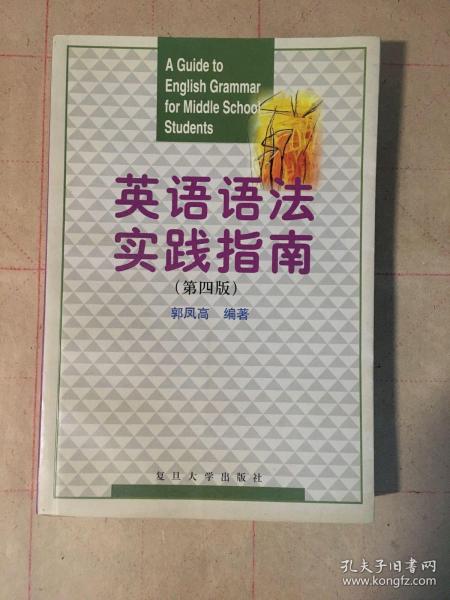 A Guide to
English Grammar
for Middle School
Students
英语语法
实践指南
（第四版）
郭凤高 编著
复旦大学出版社
孔夫子旧书网
www.kongfz.com